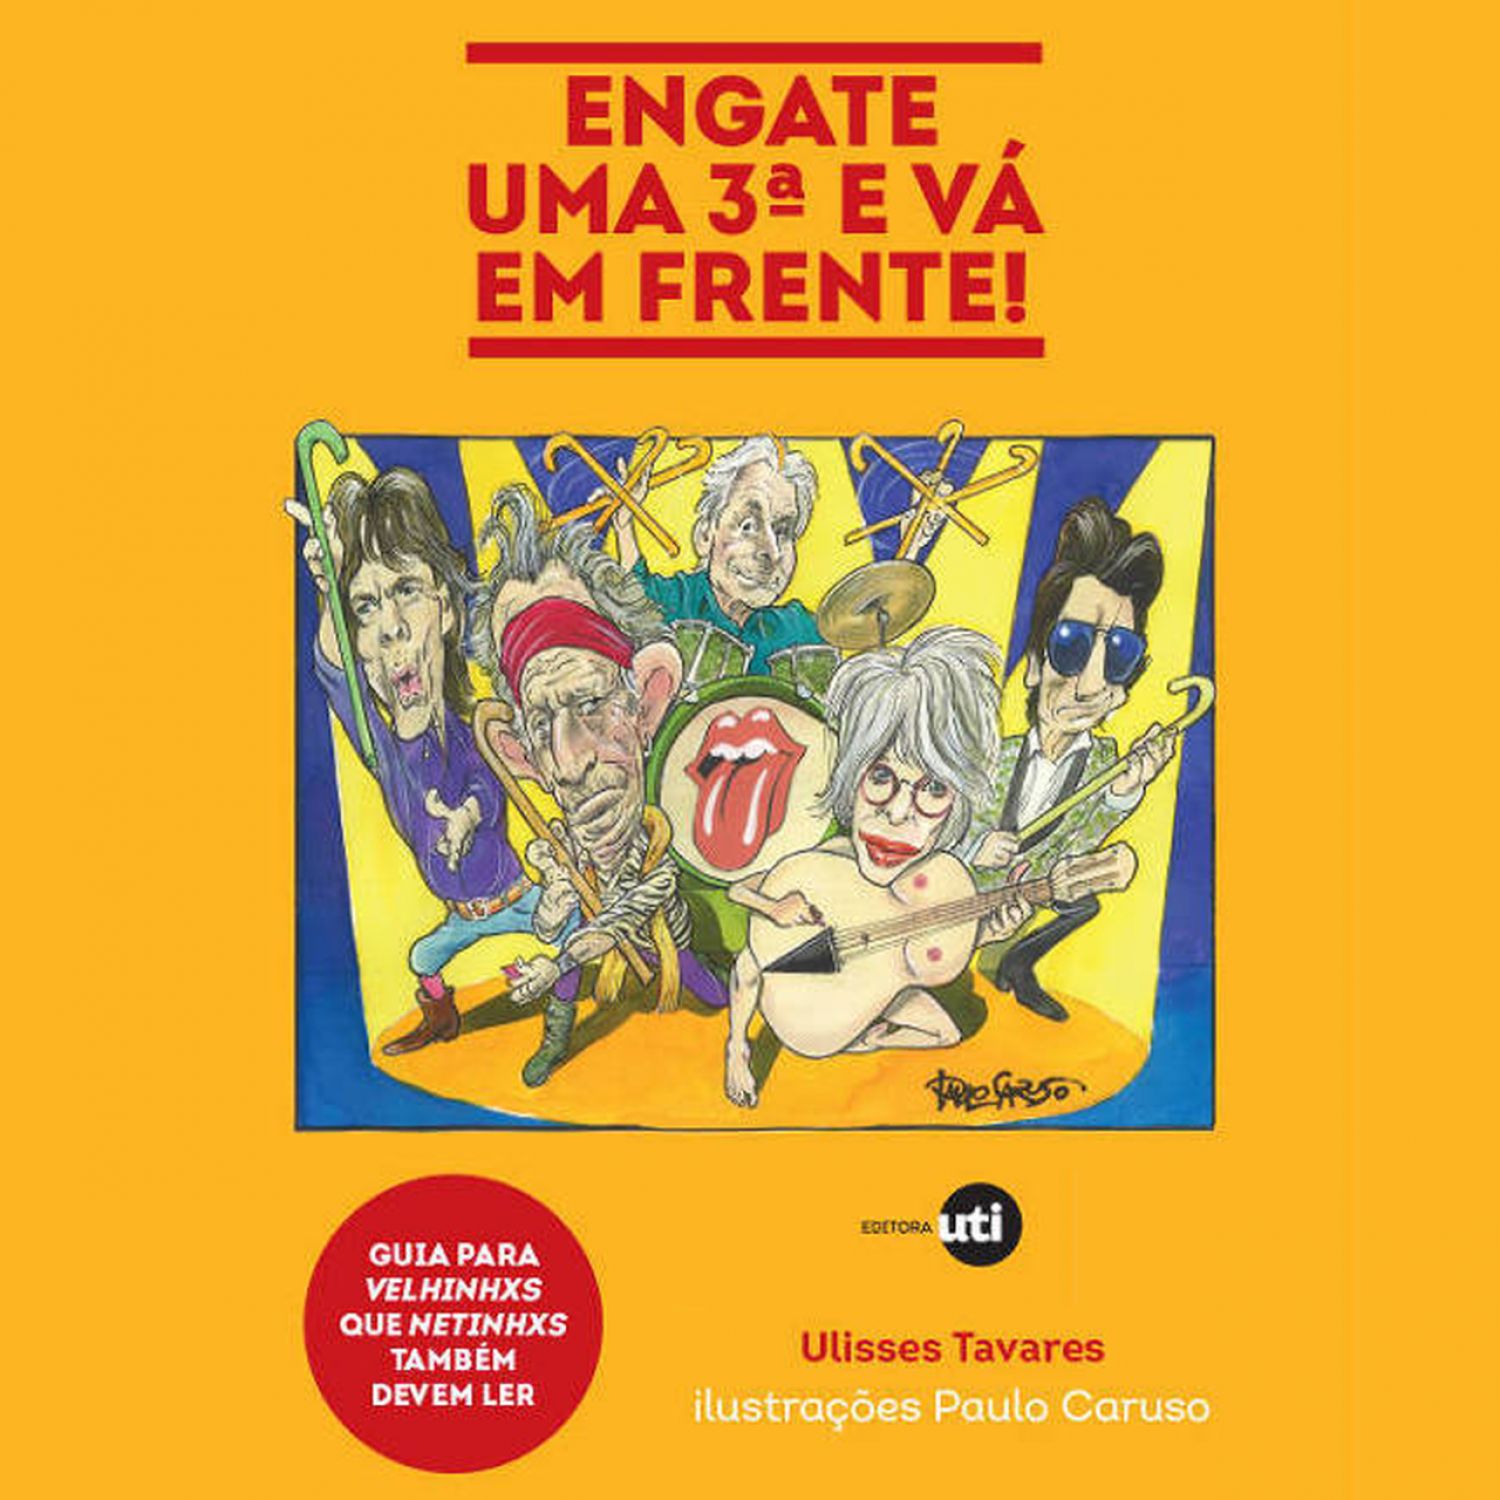 ENGATE
UMA 3ª E VÁ
EM FRENTE!
PAULO CARUSO
GUIA PARA
VELHINHXS
QUE NETINHXS
TAMBÉM
DEVEM LER
EDITORA uti
Ulisses Tavares
ilustrações Paulo Caruso